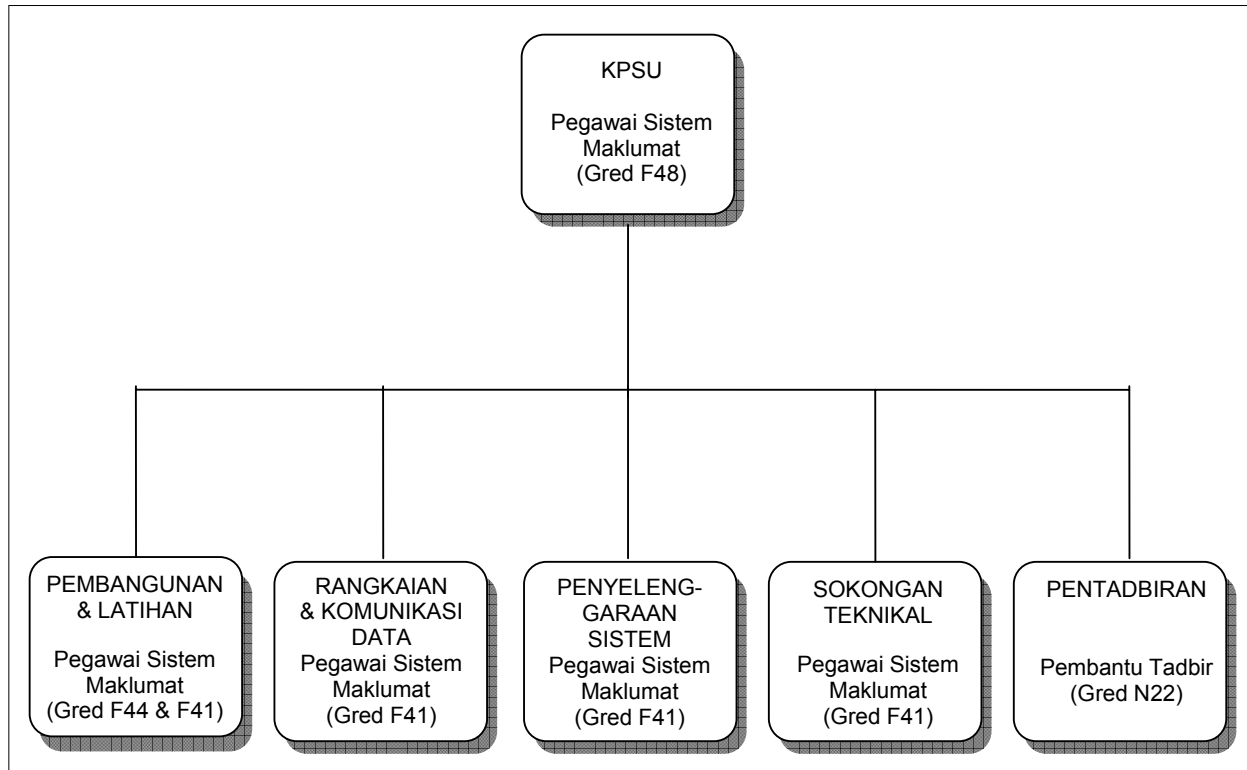 KPSU
Pegawai Sistem
Maklumat
(Gred F48)
PEMBANGUNAN
& LATIHAN
Pegawai Sistem
Maklumat
(Gred F44 & F41)
RANGKAIAN
& KOMUNIKASI
DATA
Pegawai Sistem
Maklumat
(Gred F41)
PENYELENG-
GARAAN
SISTEM
Pegawai Sistem
Maklumat
(Gred F41)
SOKONGAN
TEKNIKAL
Pegawai Sistem
Maklumat
(Gred F41)
PENTADBIRAN
Pembantu Tadbir
(Gred N22)